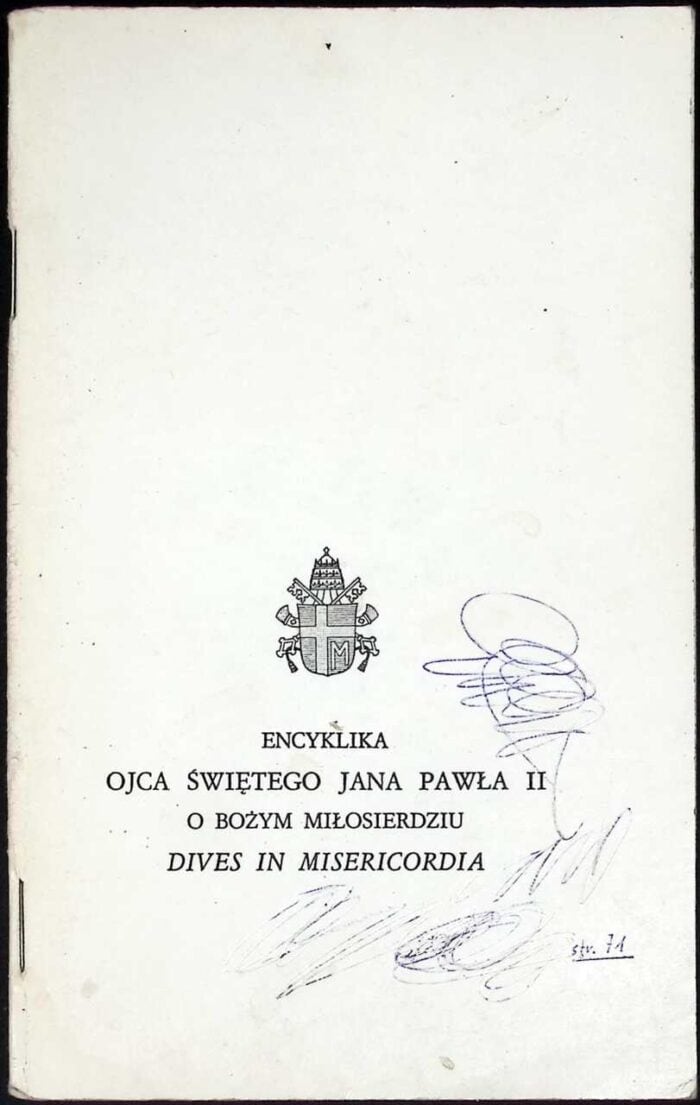 ENCYKLIKA
OJCA ŚWIĘTEGO JANA PAWŁA II
O BOŻYM MIŁOSIERDZIU
DIVES IN MISERICORDIA
str. 71